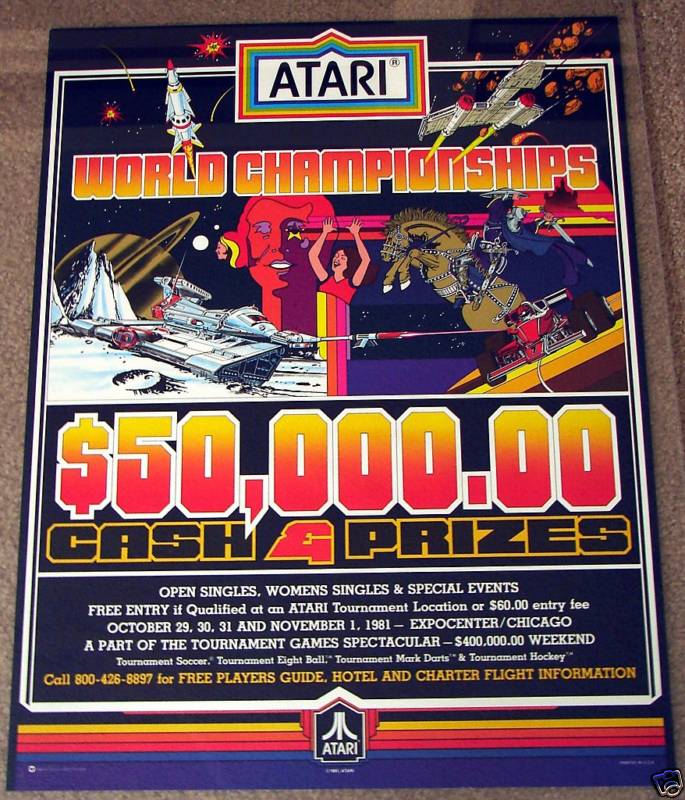 ATARI®
WORLD CHAMPIONSHIPS
$50,000.00
CASH & PRIZES
OPEN SINGLES, WOMENS SINGLES & SPECIAL EVENTS
FREE ENTRY if Qualified at an ATARI Tournament Location or $60.00 entry fee
OCTOBER 29, 30, 31 AND NOVEMBER 1, 1981 — EXPOCENTER/CHICAGO
A PART OF THE TOURNAMENT GAMES SPECTACULAR — $400,000.00 WEEKEND
Tournament Soccer,® Tournament Eight Ball,™ Tournament Mark Darts™ & Tournament Hockey™
Call 800-426-8897 for FREE PLAYERS GUIDE, HOTEL AND CHARTER FLIGHT INFORMATION
ATARI
©1981, ATARI